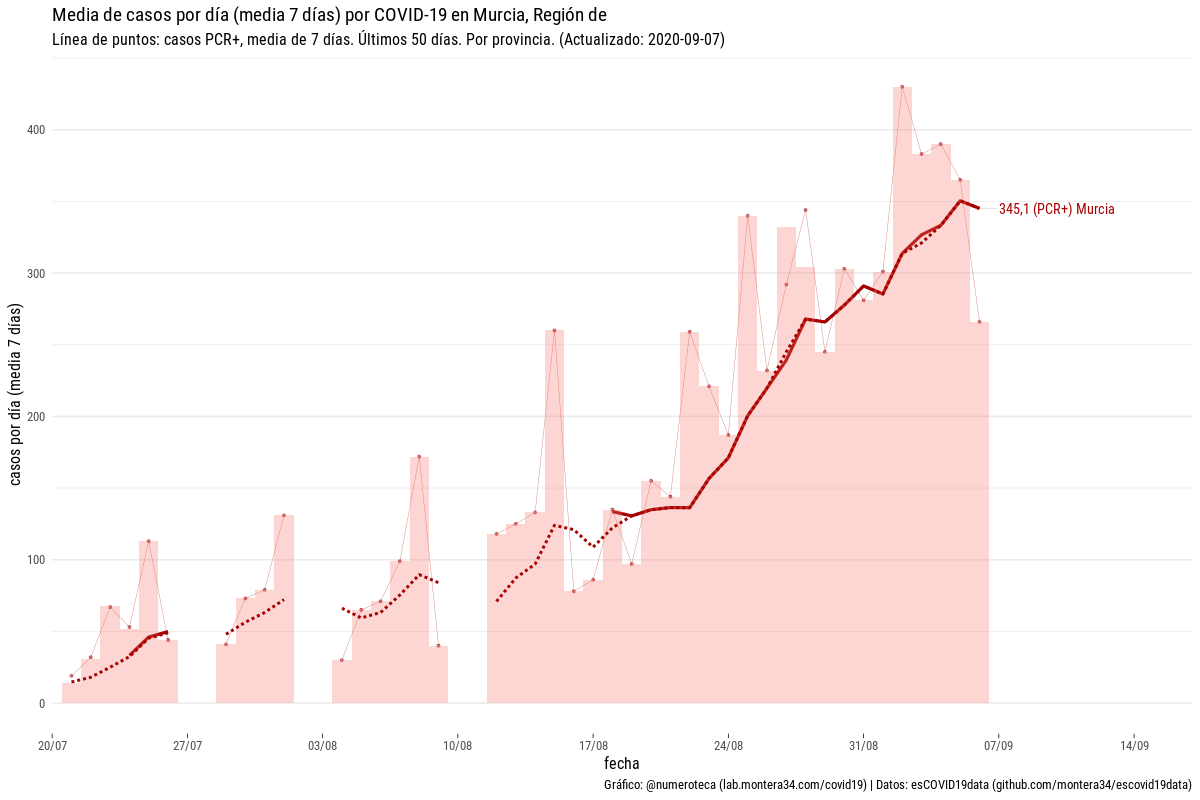 Media de casos por día (media 7 días) por COVID-19 en Murcia, Región de
Línea de puntos: casos PCR+, media de 7 días. Últimos 50 días. Por provincia. (Actualizado: 2020-09-07)
casos por día (media 7 días)
400
300
200
100
0
345,1 (PCR+) Murcia
20/07
27/07
03/08
10/08
17/08
24/08
31/08
07/09
14/09
fecha
Gráfico: @numeroteca (lab.montera34.com/covid19) | Datos: esCOVID19data (github.com/montera34/escovid19data)